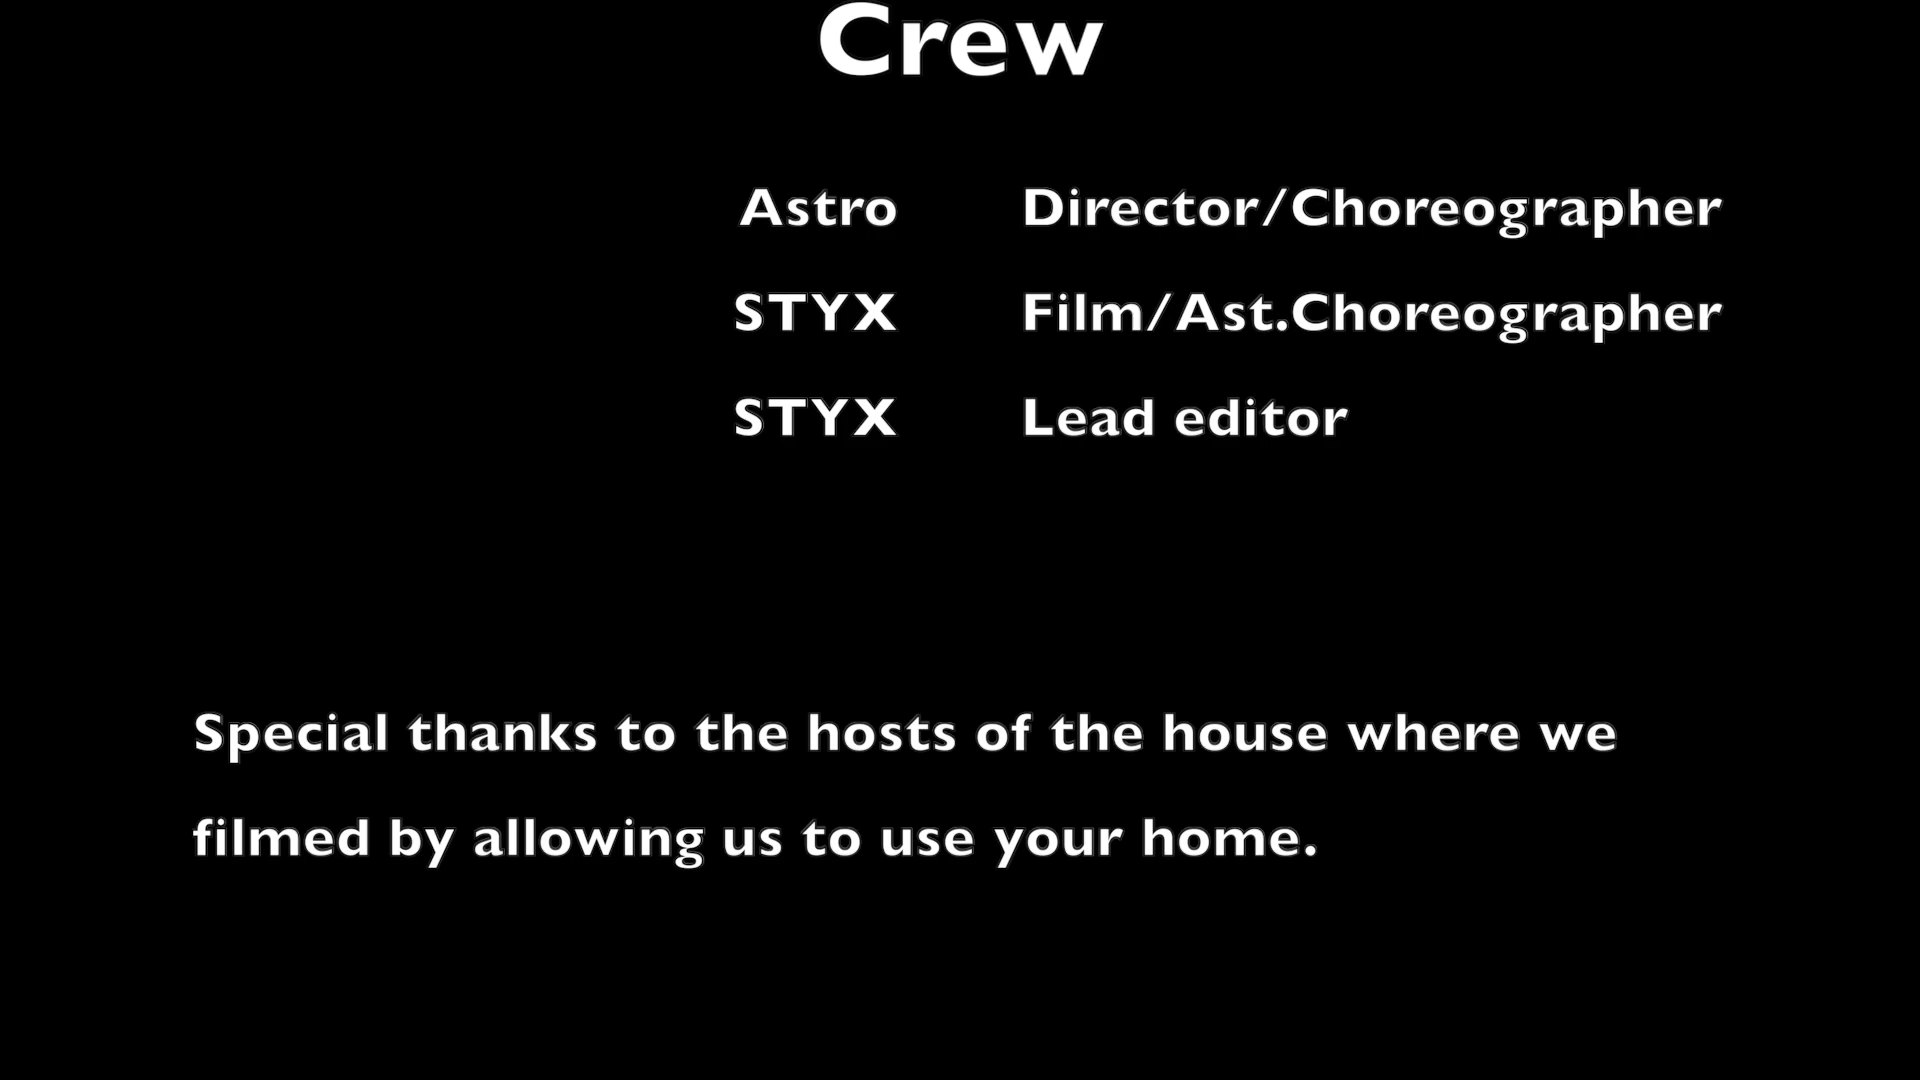 Crew
Astro Director/Choreographer
STYX Film/Ast.Choreographer
STYX Lead editor
Special thanks to the hosts of the house where we
filmed by allowing us to use your home.